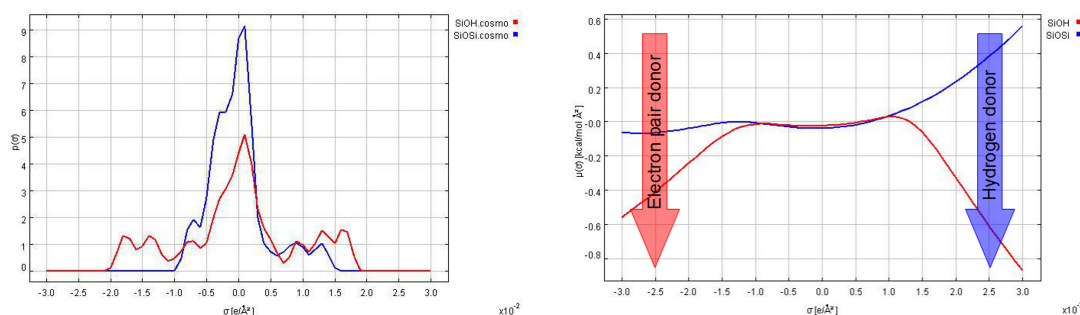 SiOH.cosmo
SiOSi.cosmo
p(σ)
9
8
7
6
5
4
3
2
1
0
-3.0 -2.5 -2.0 -1.5 -1.0 -0.5 0.0 0.5 1.0 1.5 2.0 2.5 3.0
σ [e/Å²]
x10⁻²
SiOH
SiOSi
μ(σ) [kcal/mol Å²]
0.6
0.4
0.2
-0.0
-0.2
-0.4
-0.6
-0.8
Electron pair donor
Hydrogen donor
-3.0 -2.5 -2.0 -1.5 -1.0 -0.5 0.0 0.5 1.0 1.5 2.0 2.5 3.0
σ [e/Å²]